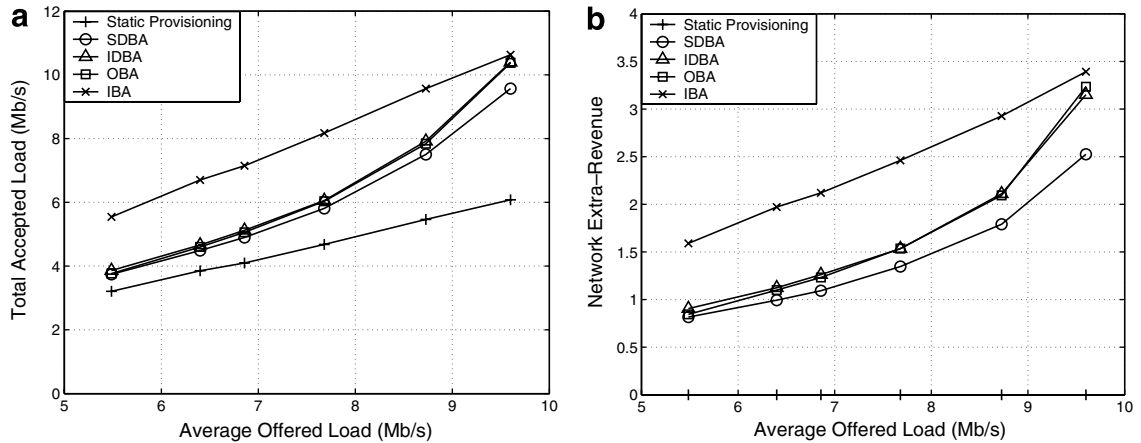 a
Total Accepted Load (Mb/s)
12
10
8
6
4
2
0
Static Provisioning
SDBA
IDBA
OBA
IBA
5
6
7
8
9
10
Average Offered Load (Mb/s)
b
Network Extra–Revenue
4
3.5
3
2.5
2
1.5
1
0.5
0
Static Provisioning
SDBA
IDBA
OBA
IBA
5
6
7
8
9
10
Average Offered Load (Mb/s)